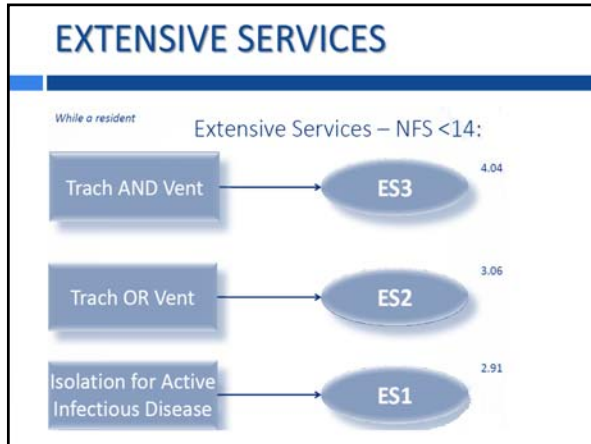 EXTENSIVE SERVICES
While a resident
Extensive Services – NFS <14:
Trach AND Vent
ES3
4.04
Trach OR Vent
ES2
3.06
Isolation for Active
Infectious Disease
ES1
2.91